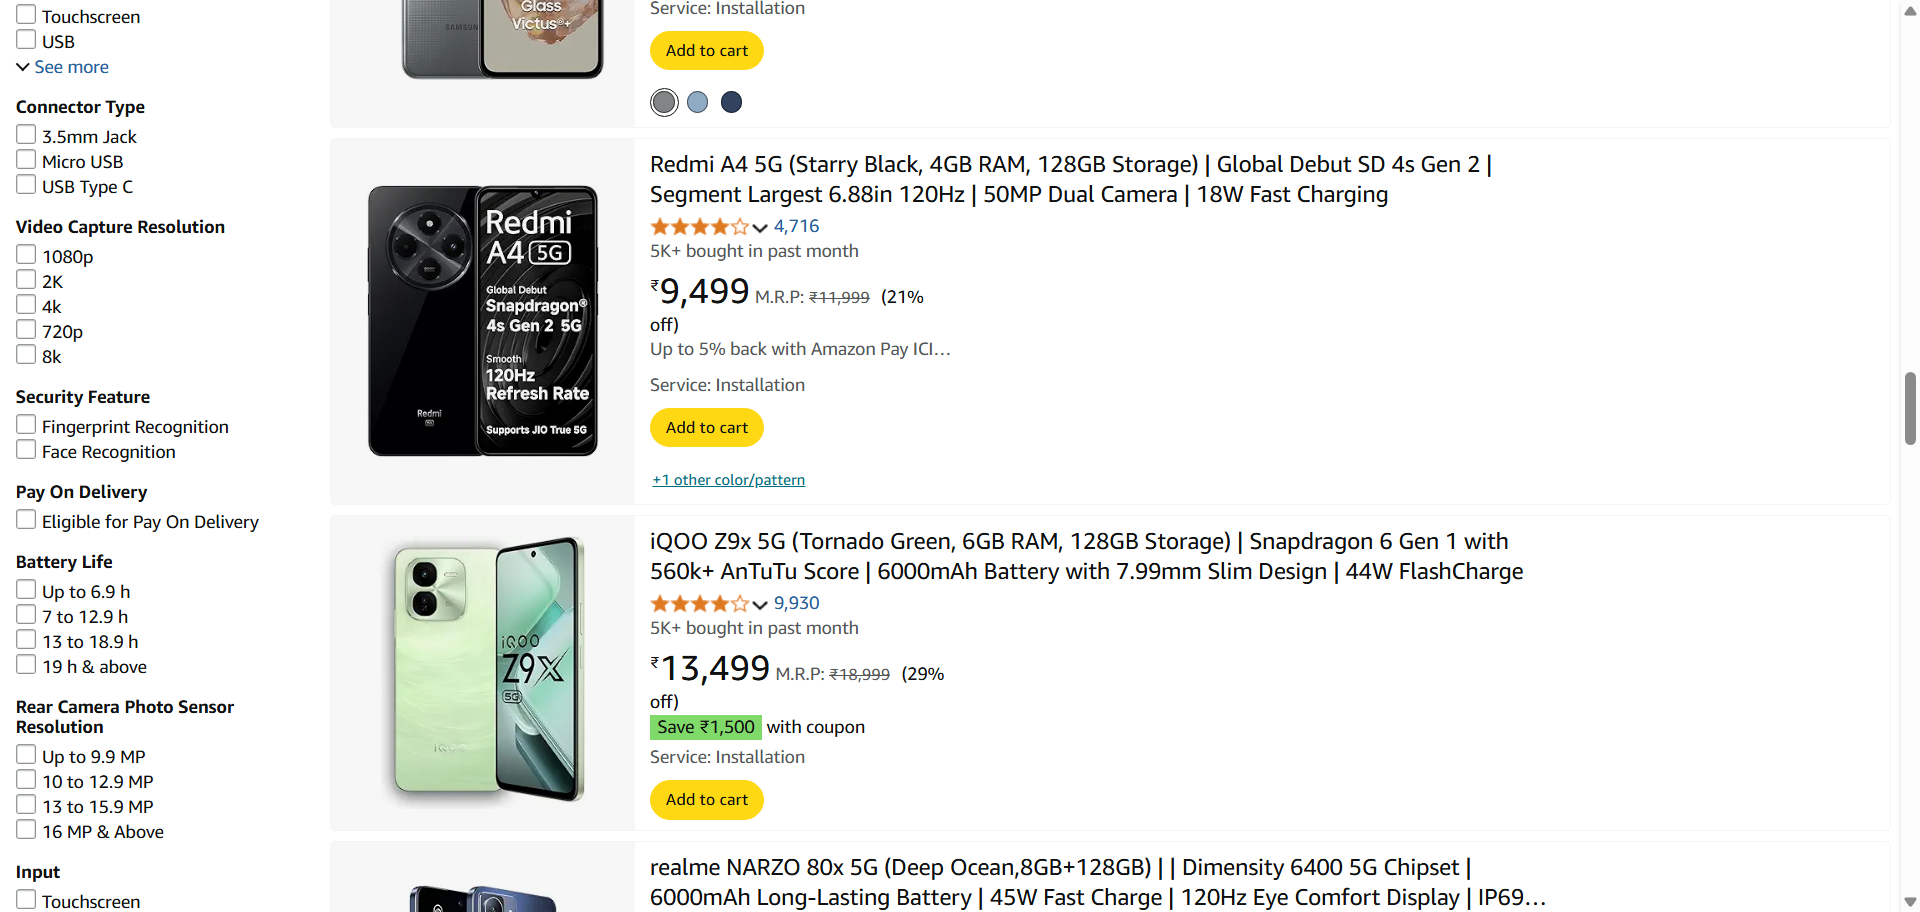 Touchscreen
USB
See more
Connector Type
3.5mm Jack
Micro USB
USB Type C
Video Capture Resolution
1080p
2K
4k
720p
8k
Security Feature
Fingerprint Recognition
Face Recognition
Pay On Delivery
Eligible for Pay On Delivery
Battery Life
Up to 6.9 h
7 to 12.9 h
13 to 18.9 h
19 h & above
Rear Camera Photo Sensor
Resolution
Up to 9.9 MP
10 to 12.9 MP
13 to 15.9 MP
16 MP & Above
Input
Touchscreen
SAMSUNG
Glass
Victus®+
Service: Installation
Add to cart
Redmi
Redmi
A4 5G
Global Debut
Snapdragon®
4s Gen 2 5G
Smooth
120Hz
Refresh Rate
Supports JIO True 5G
Redmi A4 5G (Starry Black, 4GB RAM, 128GB Storage) | Global Debut SD 4s Gen 2 |
Segment Largest 6.88in 120Hz | 50MP Dual Camera | 18W Fast Charging
4,716
5K+ bought in past month
₹9,499 M.R.P: ₹11,999 (21%
off)
Up to 5% back with Amazon Pay ICI…
Service: Installation
Add to cart
+1 other color/pattern
iQOO
iQOO
Z9X
5G
iQOO Z9x 5G (Tornado Green, 6GB RAM, 128GB Storage) | Snapdragon 6 Gen 1 with
560k+ AnTuTu Score | 6000mAh Battery with 7.99mm Slim Design | 44W FlashCharge
9,930
5K+ bought in past month
₹13,499 M.R.P: ₹18,999 (29%
off)
Save ₹1,500 with coupon
Service: Installation
Add to cart
realme NARZO 80x 5G (Deep Ocean,8GB+128GB) | | Dimensity 6400 5G Chipset |
6000mAh Long-Lasting Battery | 45W Fast Charge | 120Hz Eye Comfort Display | IP69…